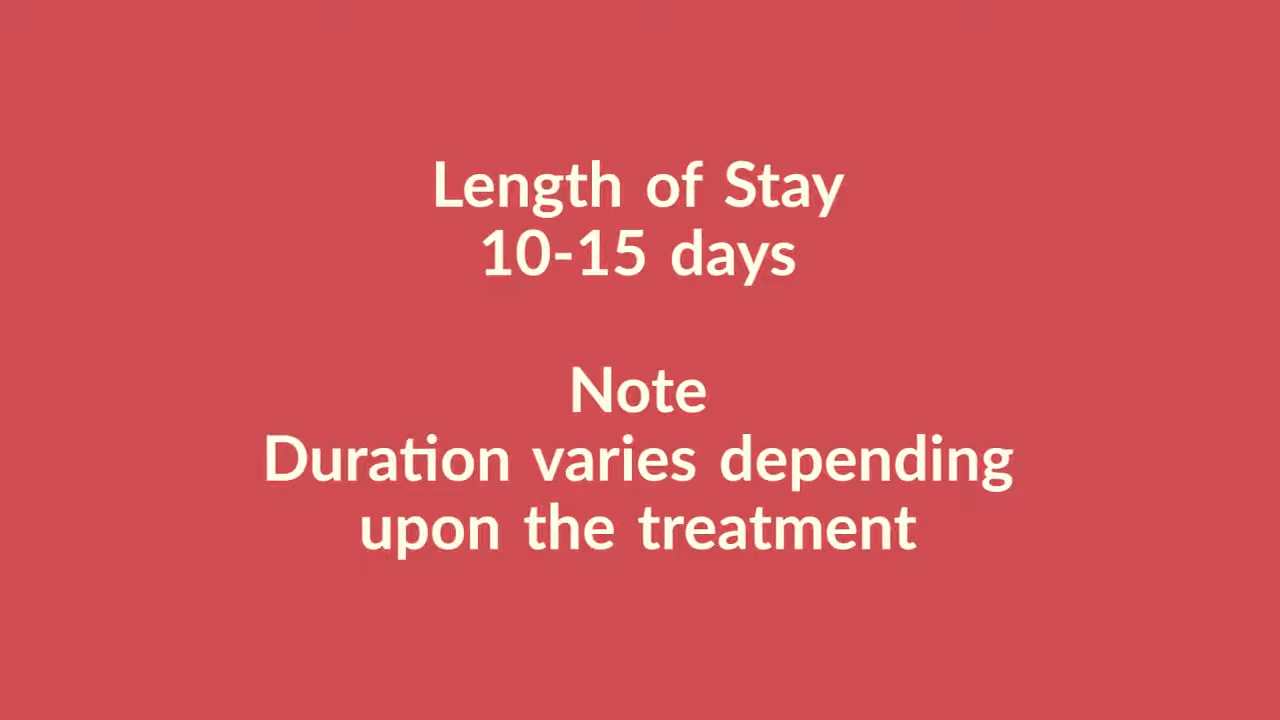 Length of Stay
10-15 days
Note
Duration varies depending
upon the treatment